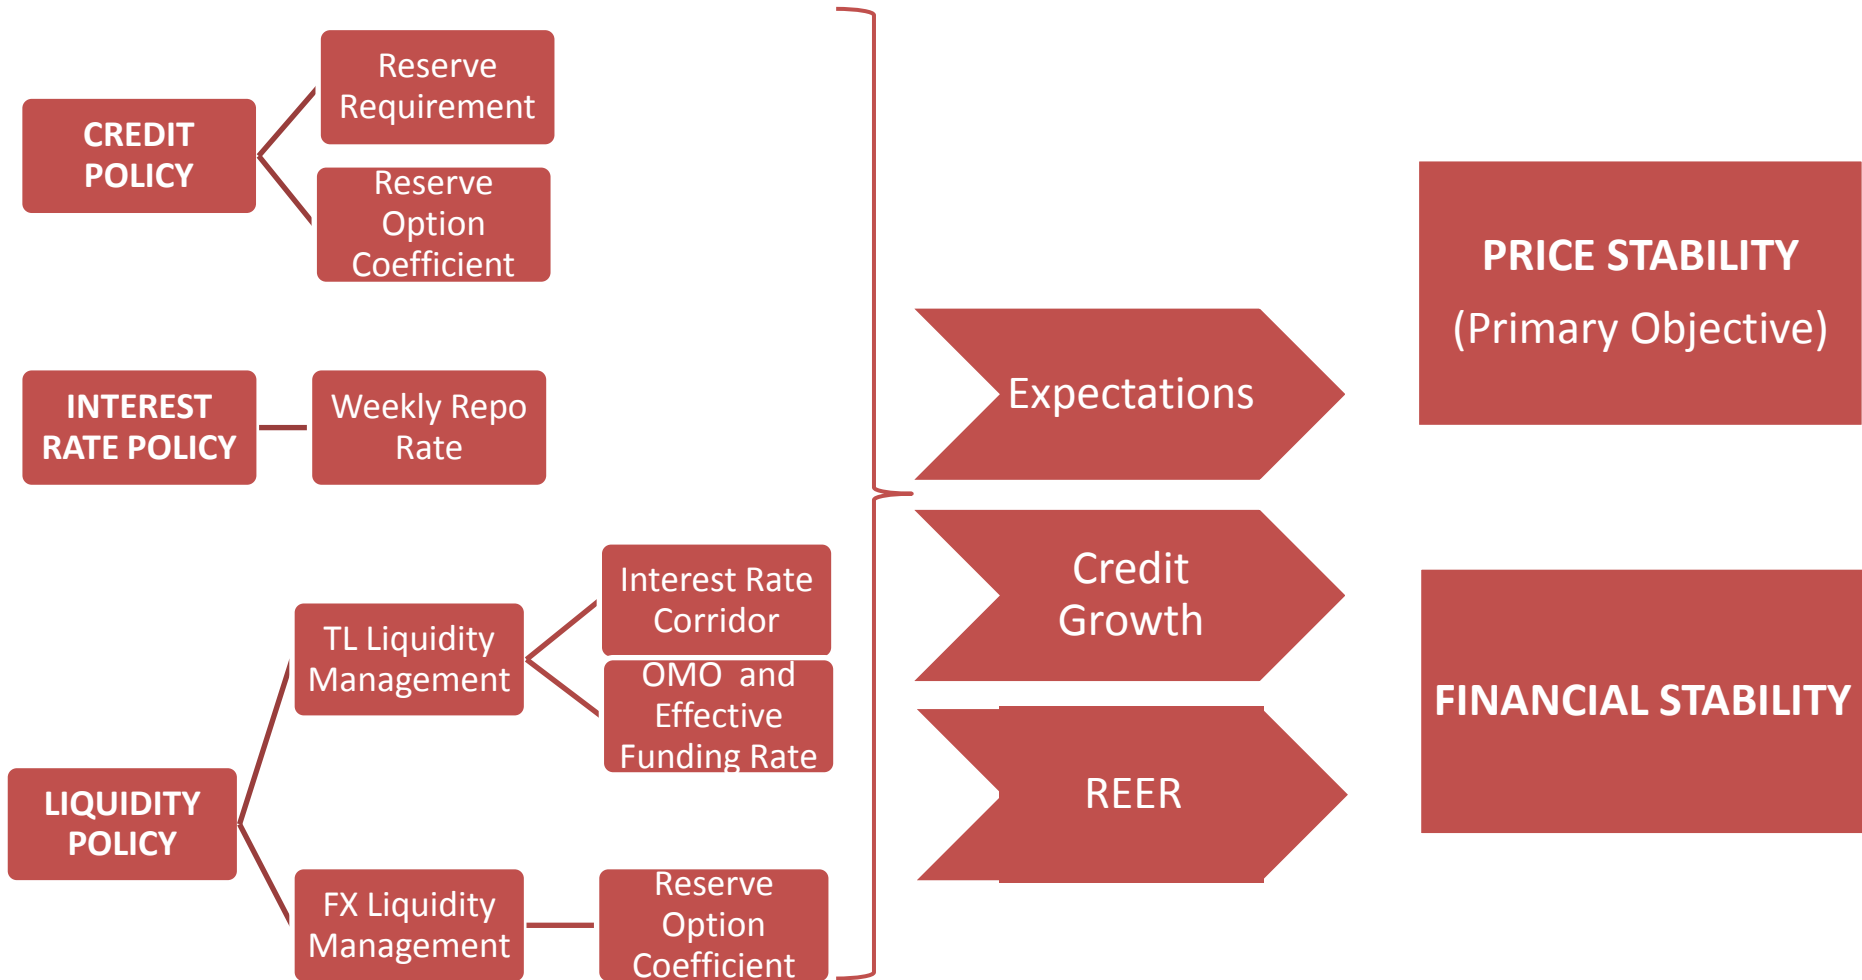 CREDIT
POLICY
Reserve
Requirement
Reserve
Option
Coefficient
INTEREST
RATE POLICY
Weekly Repo
Rate
LIQUIDITY
POLICY
TL Liquidity
Management
Interest Rate
Corridor
OMO and
Effective
Funding Rate
FX Liquidity
Management
Reserve
Option
Coefficient
Expectations
Credit
Growth
REER
PRICE STABILITY
(Primary Objective)
FINANCIAL STABILITY